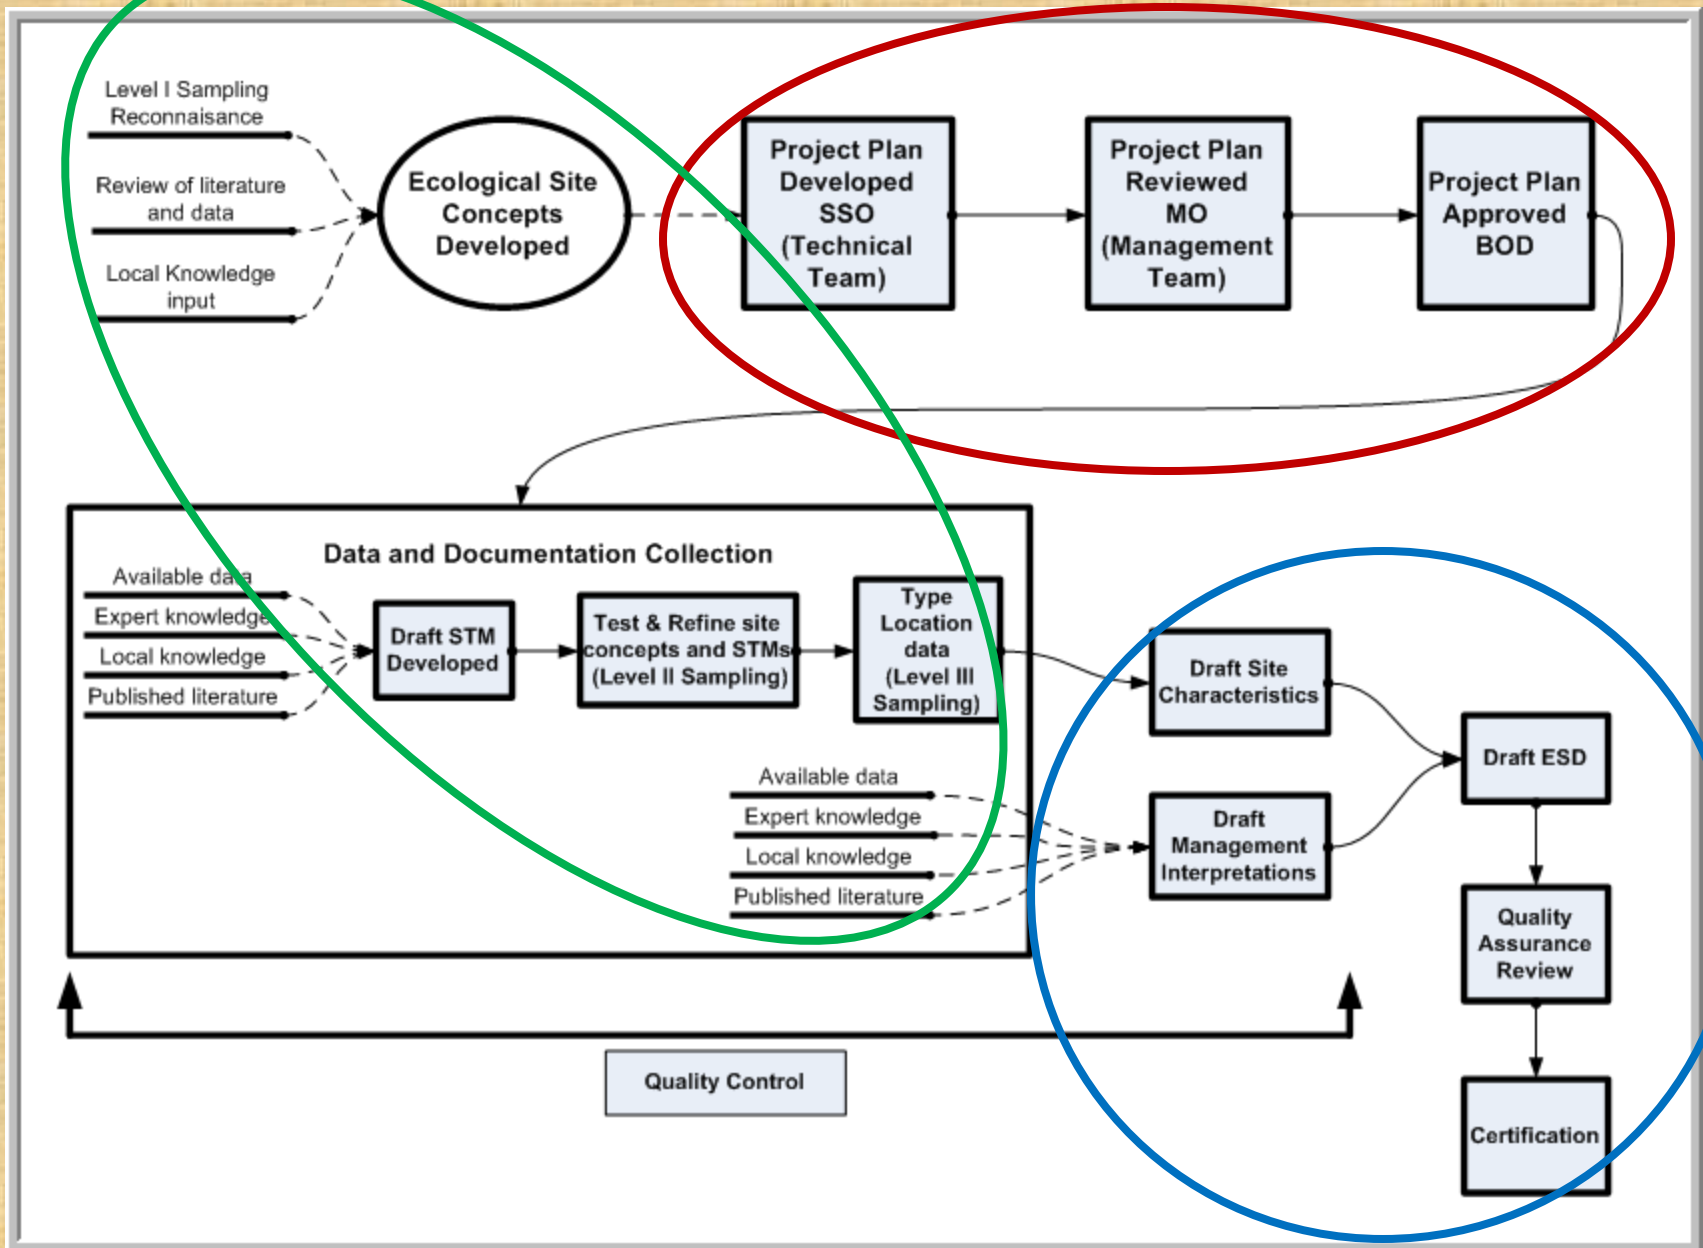 Level I Sampling
Reconnaisance
Review of literature
and data
Local Knowledge
input
Ecological Site
Concepts
Developed
Project Plan
Developed
SSO
(Technical
Team)
Project Plan
Reviewed
MO
(Management
Team)
Project Plan
Approved
BOD
Data and Documentation Collection
Available data
Expert knowledge
Local knowledge
Published literature
Draft STM
Developed
Test & Refine site
concepts and STMs
(Level II Sampling)
Type
Location
data
(Level III
Sampling)
Available data
Expert knowledge
Local knowledge
Published literature
Draft Site
Characteristics
Draft
Management
Interpretations
Draft ESD
Quality
Assurance
Review
Certification
Quality Control